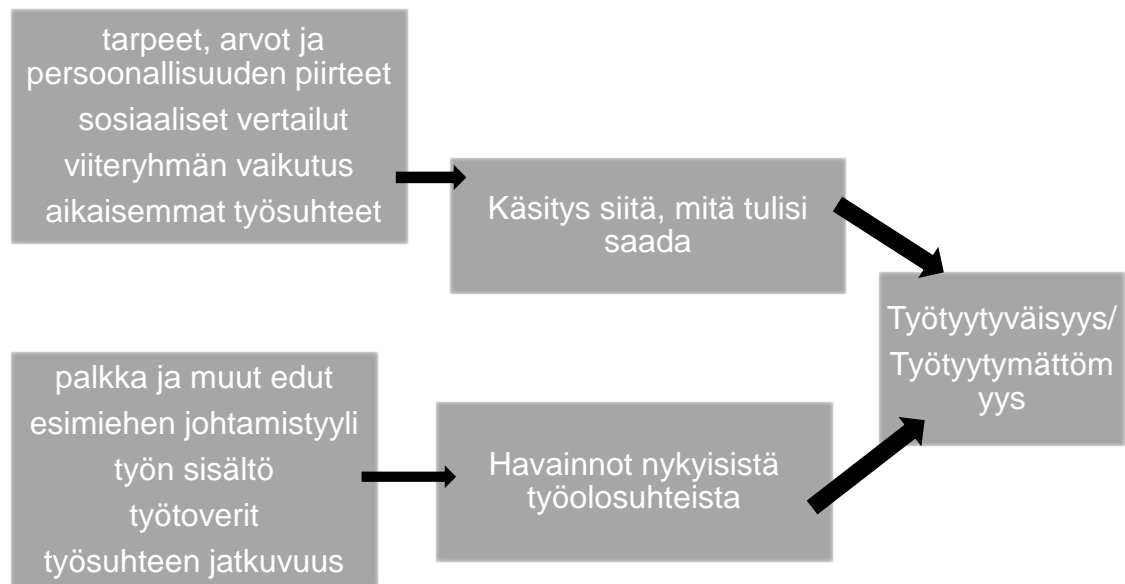 tarpeet, arvot ja
persoonallisuuden piirteet
sosiaaliset vertailut
viiteryhmän vaikutus
aikaisemmat työsuhteet
Käsitys siitä, mitä tulisi
saada
Työtyytyväisyys/
Työtyytymättöm
yys
palkka ja muut edut
esimiehen johtamistyyli
työn sisältö
työtoverit
työsuhteen jatkuvuus
Havainnot nykyisistä
työolosuhteista